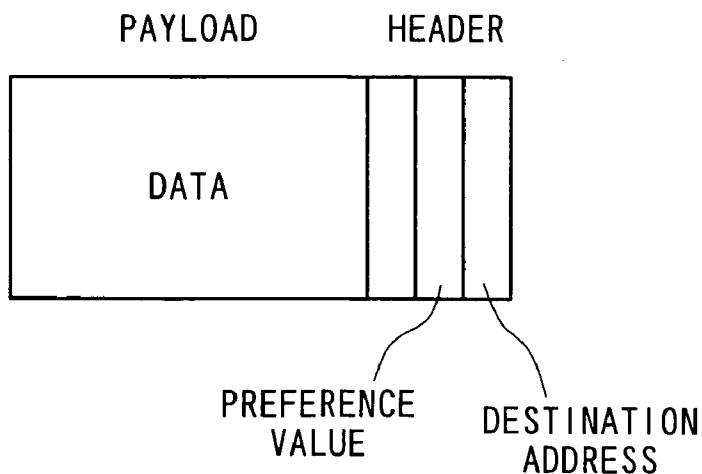 PAYLOAD
HEADER
DATA
PREFERENCE
VALUE
DESTINATION
ADDRESS